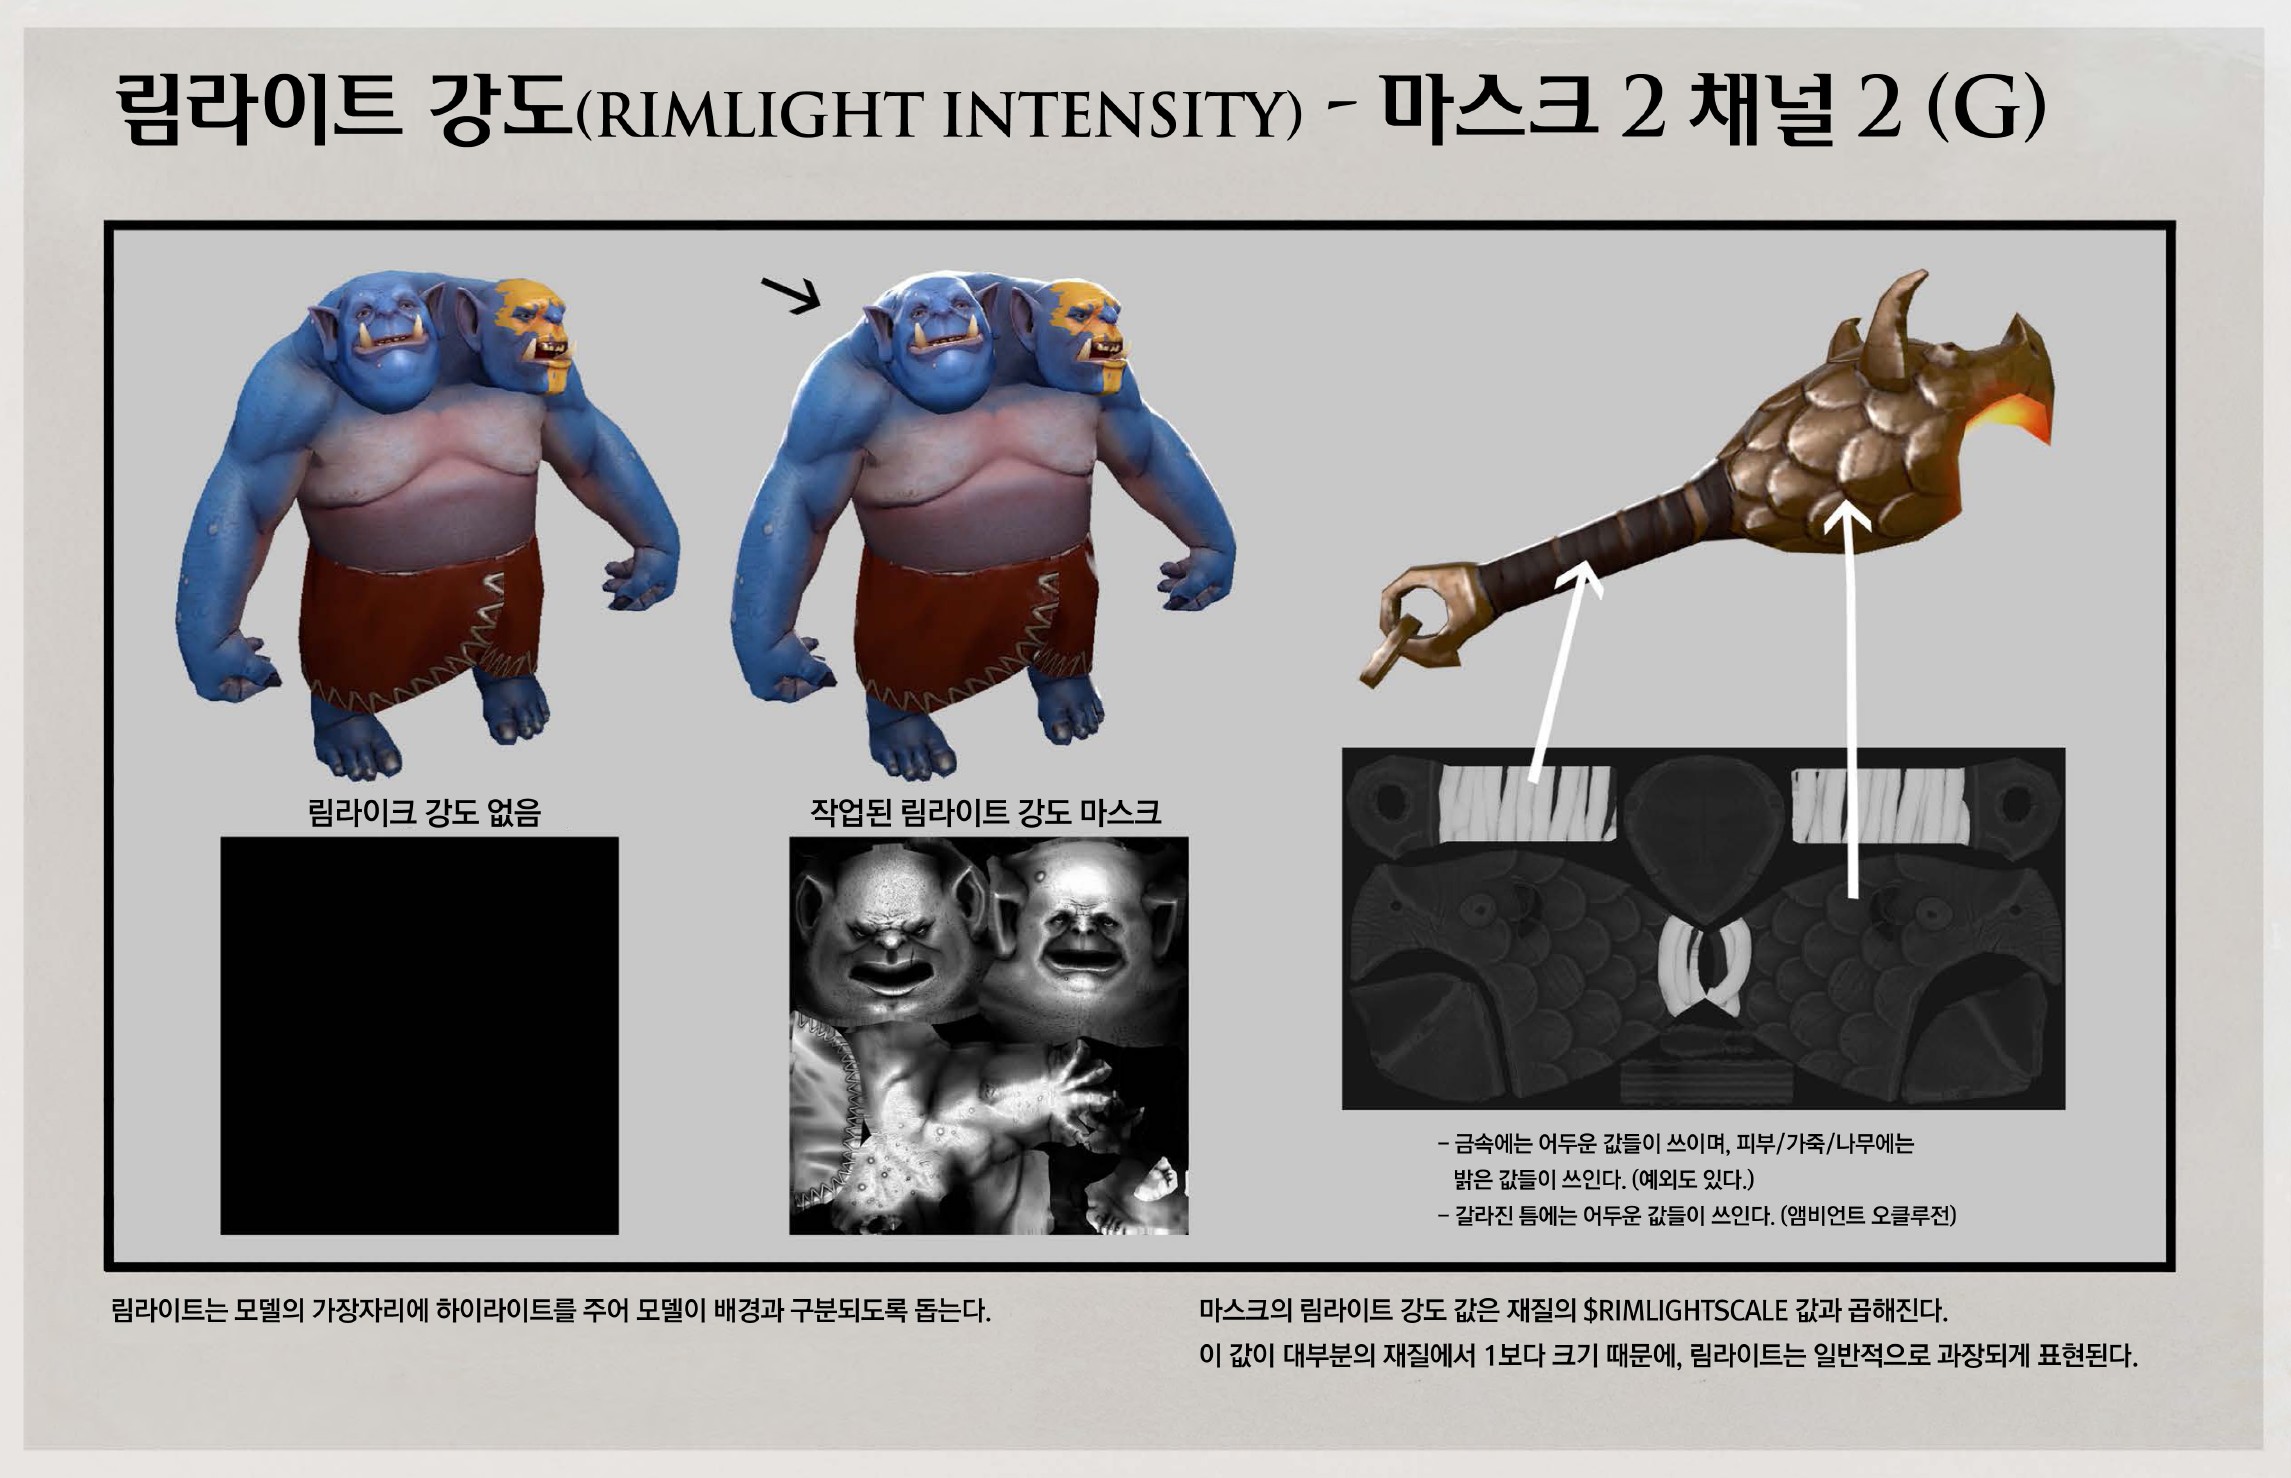 림라이트 강도(RIMLIGHT INTENSITY) - 마스크 2 채널 2 (G)
림라이크 강도 없음
작업된 림라이트 강도 마스크
- 금속에는 어두운 값들이 쓰이며, 피부/가죽/나무에는
밝은 값들이 쓰인다. (예외도 있다.)
- 갈라진 틈에는 어두운 값들이 쓰인다. (앰비언트 오클루전)
림라이트는 모델의 가장자리에 하이라이트를 주어 모델이 배경과 구분되도록 돕는다.
마스크의 림라이트 강도 값은 재질의 $RIMLIGHTSCALE 값과 곱해진다.
이 값이 대부분의 재질에서 1보다 크기 때문에, 림라이트는 일반적으로 과장되게 표현된다.